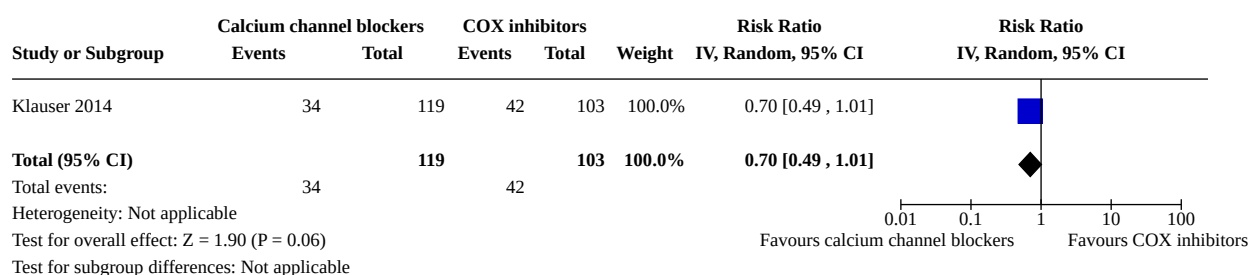 Calcium channel blockers COX inhibitors Risk Ratio Risk Ratio
Study or Subgroup Events Total Events Total Weight IV, Random, 95% CI IV, Random, 95% CI
Klauser 2014 34 119 42 103 100.0% 0.70 [0.49 , 1.01]
Total (95% CI) 119 103 100.0% 0.70 [0.49 , 1.01]
Total events: 34 42
Heterogeneity: Not applicable
0.01 0.1 1 10 100
Test for overall effect: Z = 1.90 (P = 0.06) Favours calcium channel blockers Favours COX inhibitors
Test for subgroup differences: Not applicable